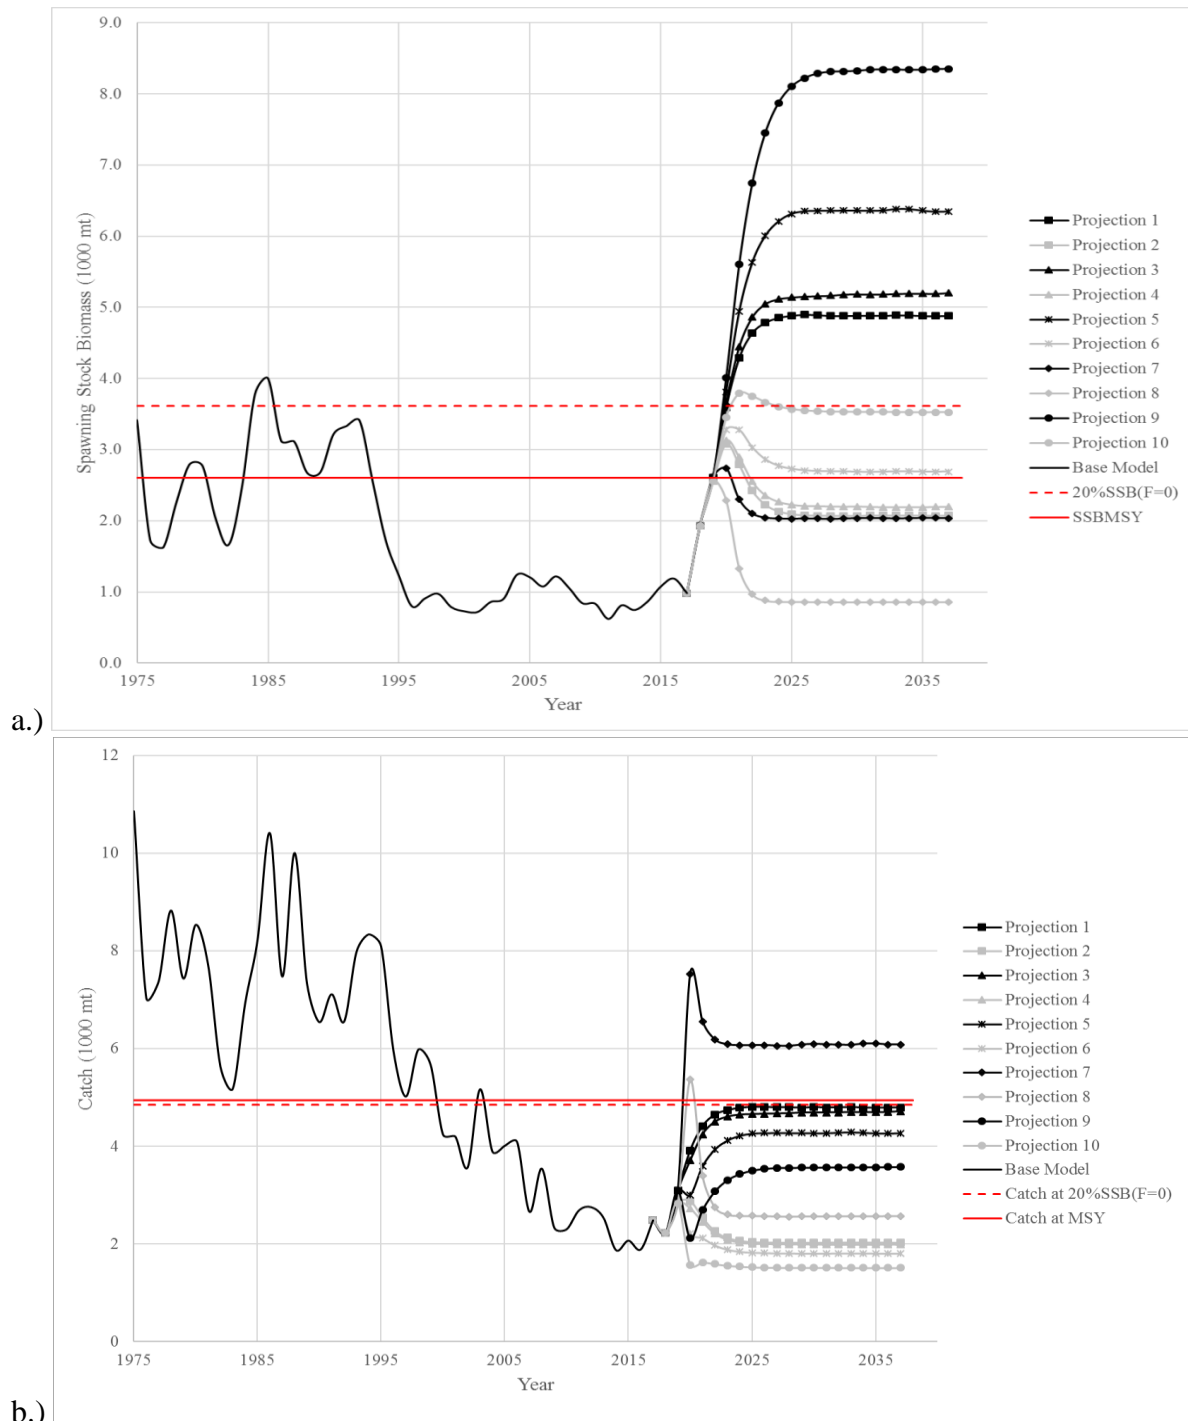 9.0
8.0
7.0
6.0
5.0
4.0
3.0
2.0
1.0
0.0
Spawning Stock Biomass (1000 mt)
1975 1985 1995 2005 2015 2025 2035
Year
Projection 1
Projection 2
Projection 3
Projection 4
Projection 5
Projection 6
Projection 7
Projection 8
Projection 9
Projection 10
Base Model
20%SSB(F=0)
SSBMSY
a.)
12
10
8
6
4
2
0
Catch (1000 mt)
1975 1985 1995 2005 2015 2025 2035
Year
Projection 1
Projection 2
Projection 3
Projection 4
Projection 5
Projection 6
Projection 7
Projection 8
Projection 9
Projection 10
Base Model
Catch at 20%SSB(F=0)
Catch at MSY
b.)